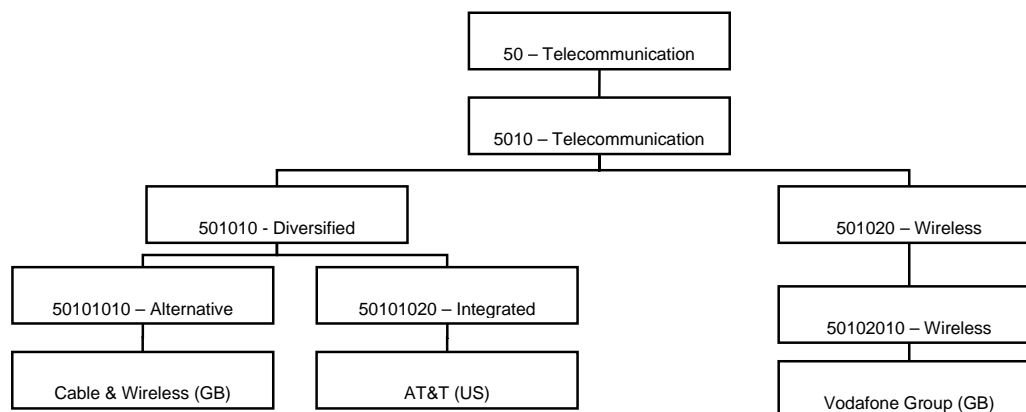 50 – Telecommunication
5010 – Telecommunication
501010 - Diversified
501020 – Wireless
50101010 – Alternative
50101020 – Integrated
50102010 – Wireless
Cable & Wireless (GB)
AT&T (US)
Vodafone Group (GB)